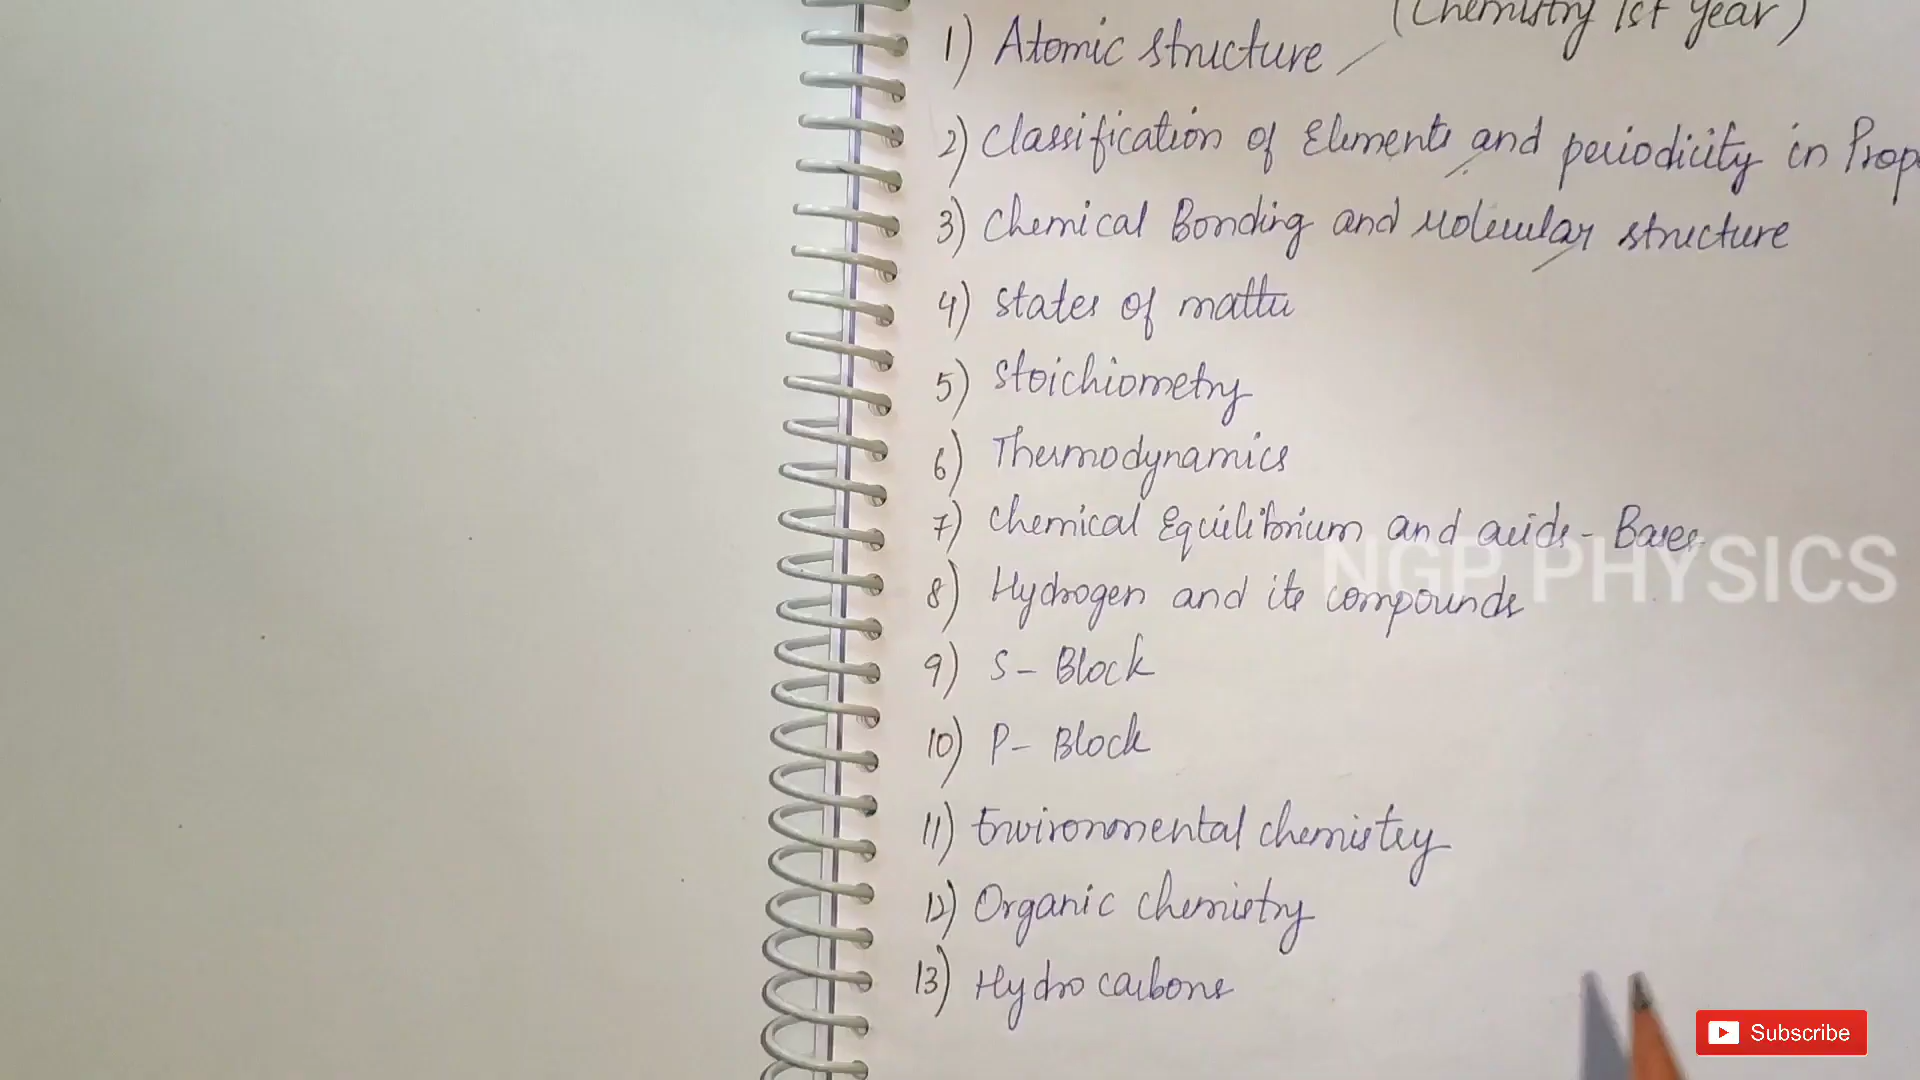 (Chemistry 1st Year)
1) Atomic structure
2) Classification of Elements and periodicity in Prope
3) Chemical Bonding and Molecular structure
4) States of matter
5) Stoichiometry
6) Thermodynamics
7) Chemical Equilibrium and acids - Bases
NGP PHYSICS
8) Hydrogen and its compounds
9) S - Block
10) P - Block
11) Environmental chemistry
12) Organic chemistry
13) Hydro carbons
Subscribe